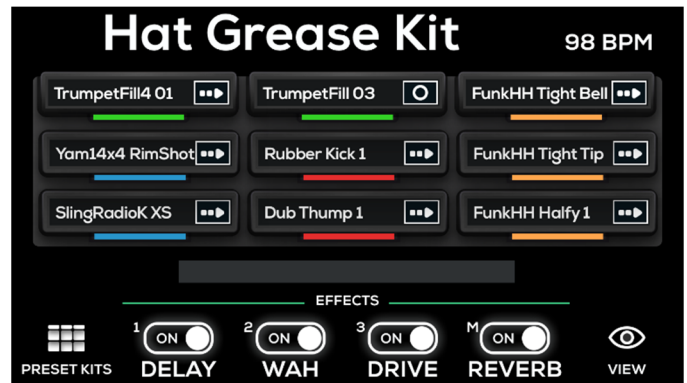 Hat Grease Kit
98 BPM
TrumpetFill4 01
TrumpetFill 03
FunkHH Tight Bell
Yam14x4 RimShot
Rubber Kick 1
FunkHH Tight Tip
SlingRadioK XS
Dub Thump 1
FunkHH Halfy 1
EFFECTS
1 ON
2 ON
3 ON
M ON
PRESET KITS
DELAY
WAH
DRIVE
REVERB
VIEW